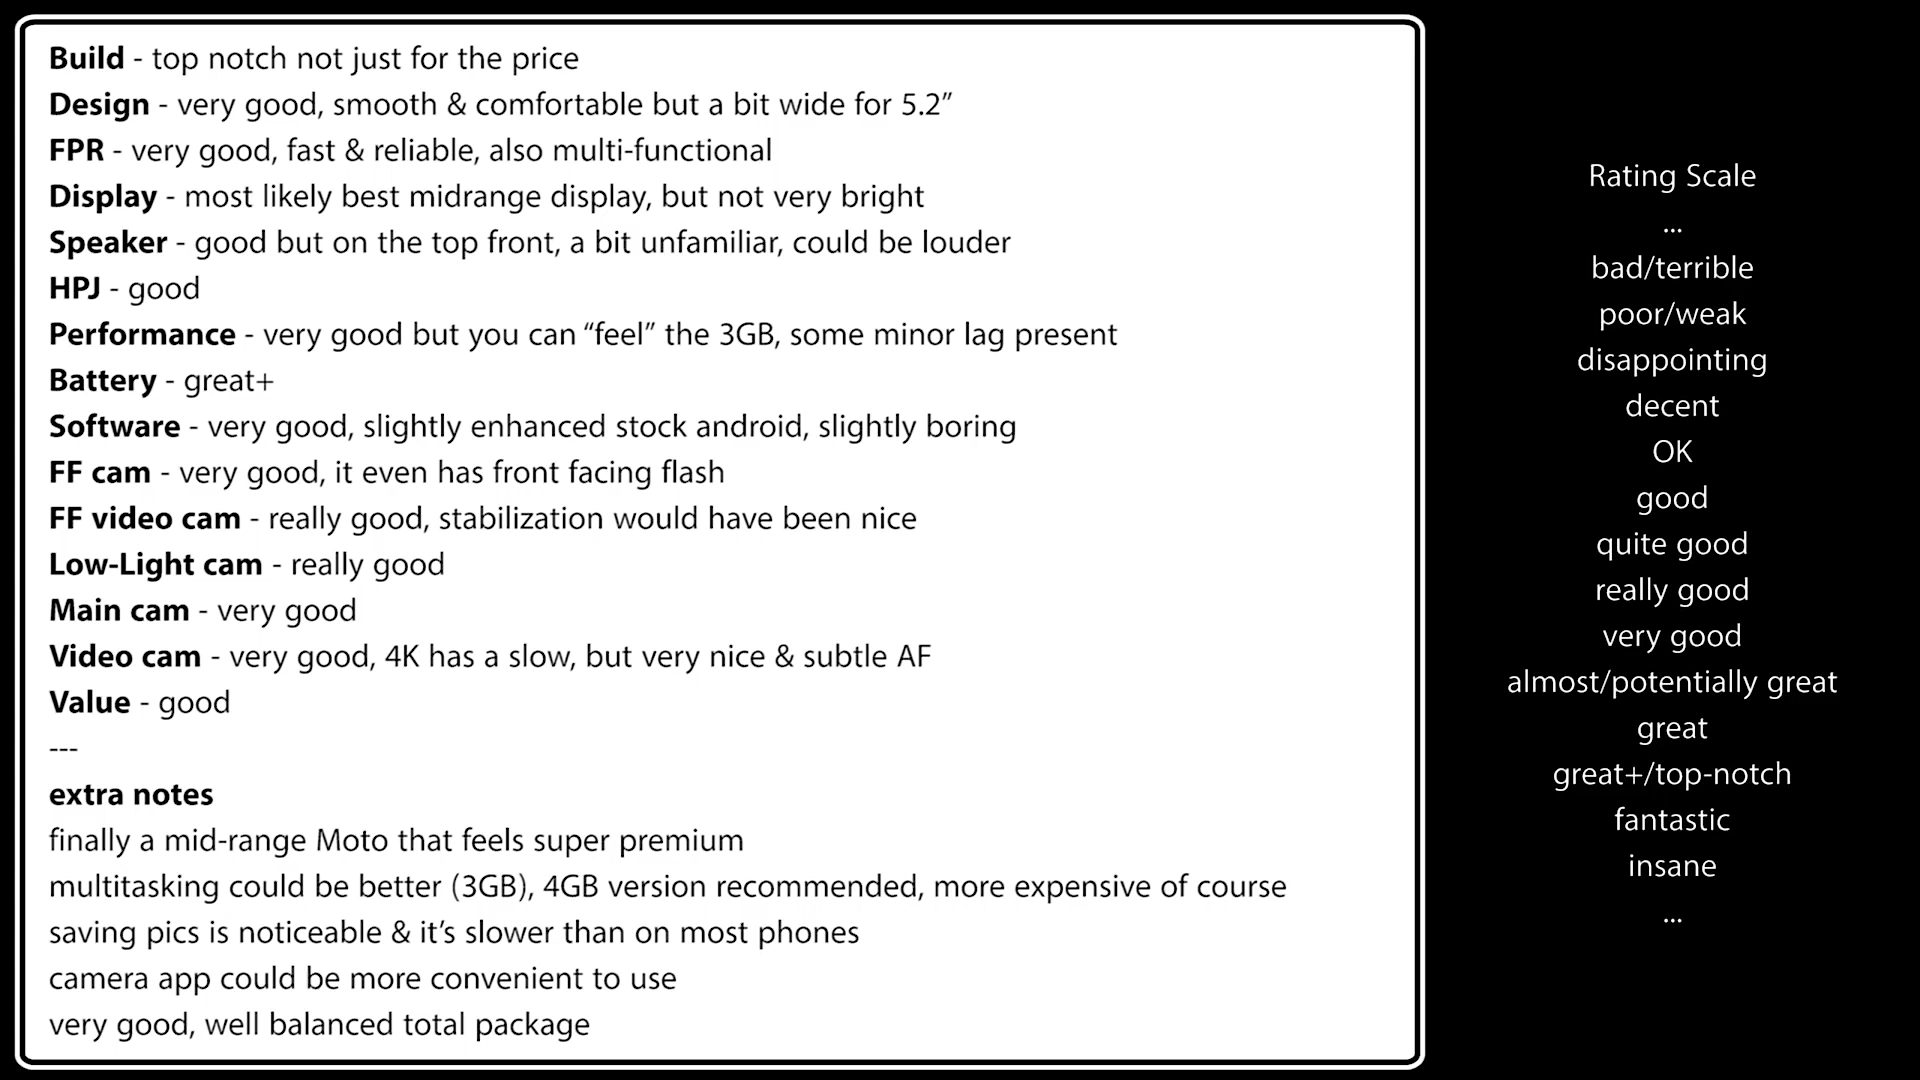 Build - top notch not just for the price
Design - very good, smooth & comfortable but a bit wide for 5.2”
FPR - very good, fast & reliable, also multi-functional
Display - most likely best midrange display, but not very bright
Speaker - good but on the top front, a bit unfamiliar, could be louder
HPJ - good
Performance - very good but you can “feel” the 3GB, some minor lag present
Battery - great+
Software - very good, slightly enhanced stock android, slightly boring
FF cam - very good, it even has front facing flash
FF video cam - really good, stabilization would have been nice
Low-Light cam - really good
Main cam - very good
Video cam - very good, 4K has a slow, but very nice & subtle AF
Value - good
---
extra notes
finally a mid-range Moto that feels super premium
multitasking could be better (3GB), 4GB version recommended, more expensive of course
saving pics is noticeable & it’s slower than on most phones
camera app could be more convenient to use
very good, well balanced total package
Rating Scale
...
bad/terrible
poor/weak
disappointing
decent
OK
good
quite good
really good
very good
almost/potentially great
great
great+/top-notch
fantastic
insane
...